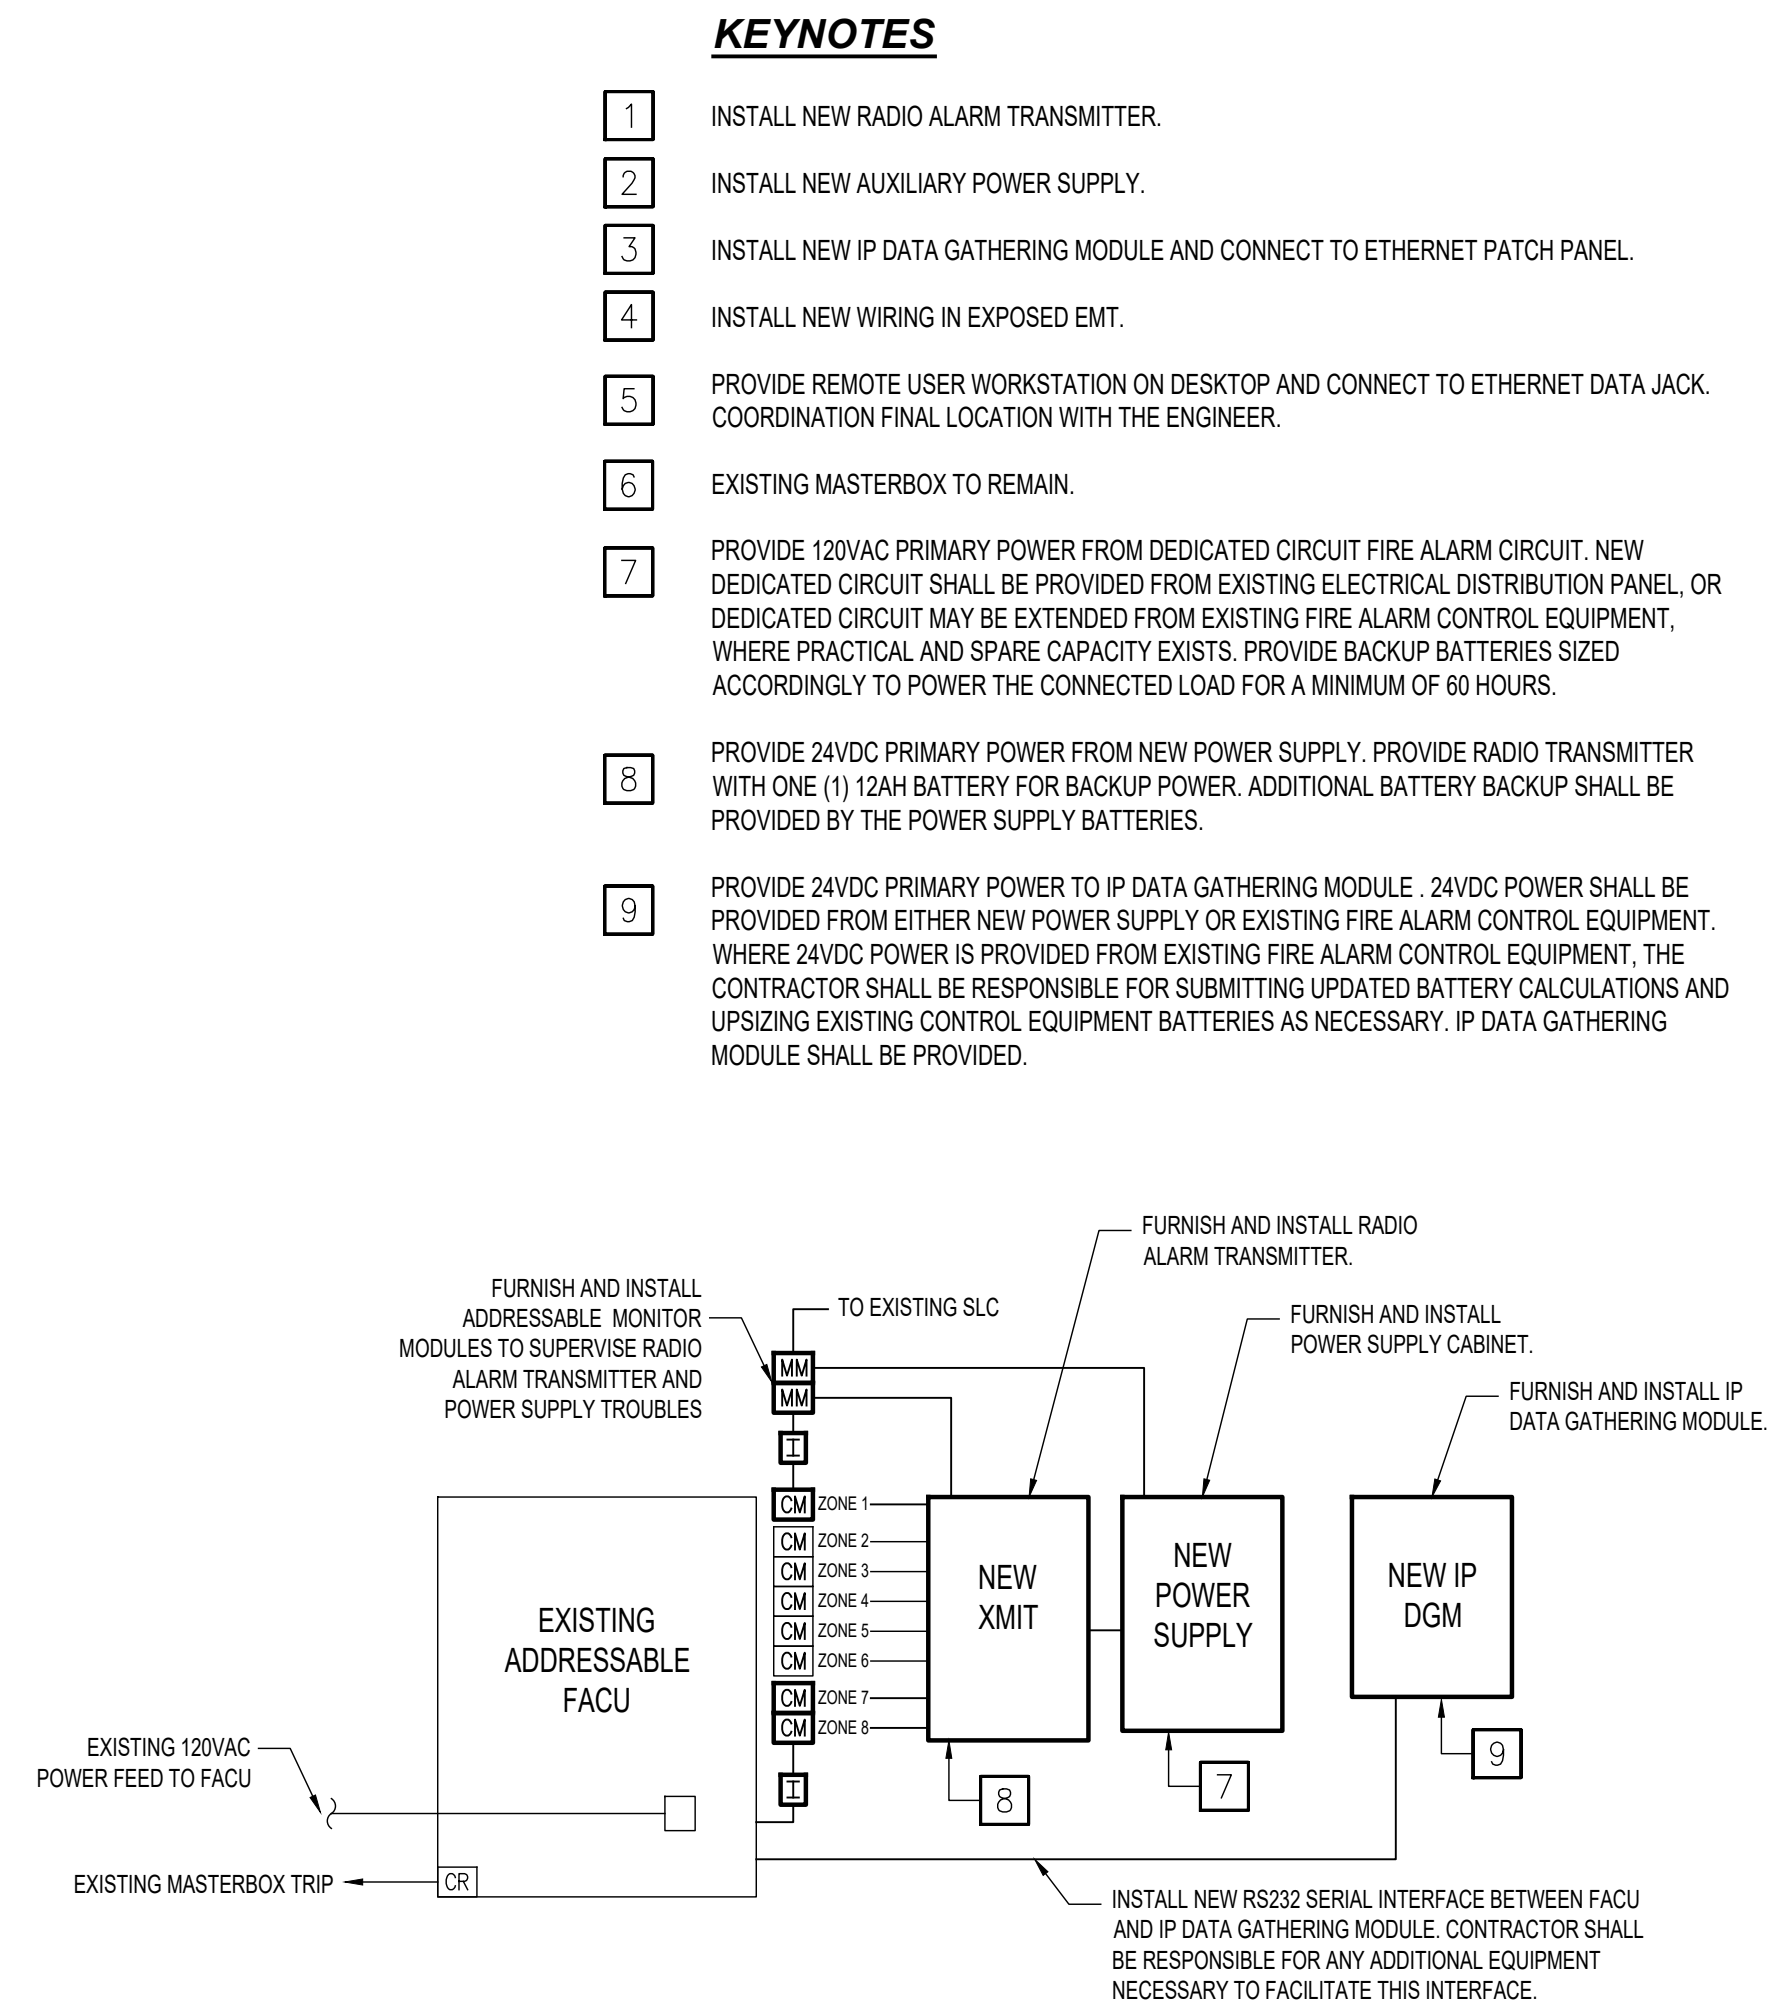 KEYNOTES
1
INSTALL NEW RADIO ALARM TRANSMITTER.
2
INSTALL NEW AUXILIARY POWER SUPPLY.
3
INSTALL NEW IP DATA GATHERING MODULE AND CONNECT TO ETHERNET PATCH PANEL.
4
INSTALL NEW WIRING IN EXPOSED EMT.
5
PROVIDE REMOTE USER WORKSTATION ON DESKTOP AND CONNECT TO ETHERNET DATA JACK.
COORDINATION FINAL LOCATION WITH THE ENGINEER.
6
EXISTING MASTERBOX TO REMAIN.
7
PROVIDE 120VAC PRIMARY POWER FROM DEDICATED CIRCUIT FIRE ALARM CIRCUIT. NEW
DEDICATED CIRCUIT SHALL BE PROVIDED FROM EXISTING ELECTRICAL DISTRIBUTION PANEL, OR
DEDICATED CIRCUIT MAY BE EXTENDED FROM EXISTING FIRE ALARM CONTROL EQUIPMENT,
WHERE PRACTICAL AND SPARE CAPACITY EXISTS. PROVIDE BACKUP BATTERIES SIZED
ACCORDINGLY TO POWER THE CONNECTED LOAD FOR A MINIMUM OF 60 HOURS.
8
PROVIDE 24VDC PRIMARY POWER FROM NEW POWER SUPPLY. PROVIDE RADIO TRANSMITTER
WITH ONE (1) 12AH BATTERY FOR BACKUP POWER. ADDITIONAL BATTERY BACKUP SHALL BE
PROVIDED BY THE POWER SUPPLY BATTERIES.
9
PROVIDE 24VDC PRIMARY POWER TO IP DATA GATHERING MODULE . 24VDC POWER SHALL BE
PROVIDED FROM EITHER NEW POWER SUPPLY OR EXISTING FIRE ALARM CONTROL EQUIPMENT.
WHERE 24VDC POWER IS PROVIDED FROM EXISTING FIRE ALARM CONTROL EQUIPMENT, THE
CONTRACTOR SHALL BE RESPONSIBLE FOR SUBMITTING UPDATED BATTERY CALCULATIONS AND
UPSIZING EXISTING CONTROL EQUIPMENT BATTERIES AS NECESSARY. IP DATA GATHERING
MODULE SHALL BE PROVIDED.
FURNISH AND INSTALL RADIO
ALARM TRANSMITTER.
FURNISH AND INSTALL
ADDRESSABLE MONITOR
MODULES TO SUPERVISE RADIO
ALARM TRANSMITTER AND
POWER SUPPLY TROUBLES
TO EXISTING SLC
FURNISH AND INSTALL
POWER SUPPLY CABINET.
FURNISH AND INSTALL IP
DATA GATHERING MODULE.
MM
MM
I
CM ZONE 1
CM ZONE 2
CM ZONE 3
CM ZONE 4
CM ZONE 5
CM ZONE 6
CM ZONE 7
CM ZONE 8
I
EXISTING
ADDRESSABLE
FACU
NEW
XMIT
NEW
POWER
SUPPLY
NEW IP
DGM
8
7
9
EXISTING 120VAC
POWER FEED TO FACU
EXISTING MASTERBOX TRIP
CR
INSTALL NEW RS232 SERIAL INTERFACE BETWEEN FACU
AND IP DATA GATHERING MODULE. CONTRACTOR SHALL
BE RESPONSIBLE FOR ANY ADDITIONAL EQUIPMENT
NECESSARY TO FACILITATE THIS INTERFACE.